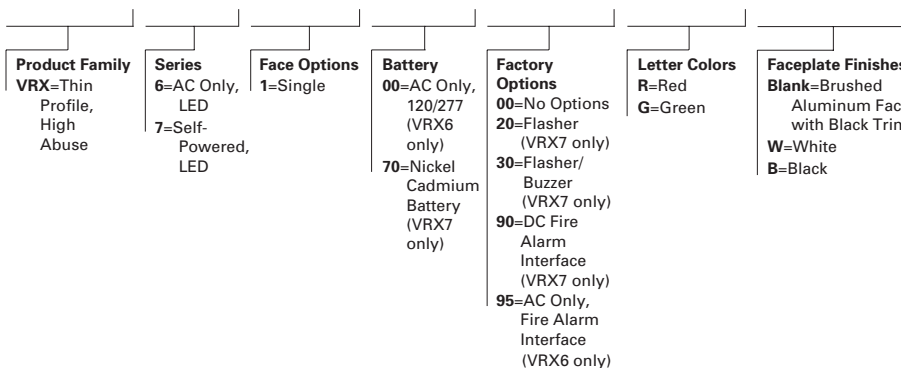 Product Family
VRX=Thin
Profile,
High
Abuse
Series
6=AC Only,
LED
7=Self-
Powered,
LED
Face Options
1=Single
Battery
00=AC Only,
120/277
(VRX6
only)
70=Nickel
Cadmium
Battery
(VRX7
only)
Factory
Options
00=No Options
20=Flasher
(VRX7 only)
30=Flasher/
Buzzer
(VRX7 only)
90=DC Fire
Alarm
Interface
(VRX7 only)
95=AC Only,
Fire Alarm
Interface
(VRX6 only)
Letter Colors
R=Red
G=Green
Faceplate Finishes
Blank=Brushed
Aluminum Fac
with Black Trin
W=White
B=Black